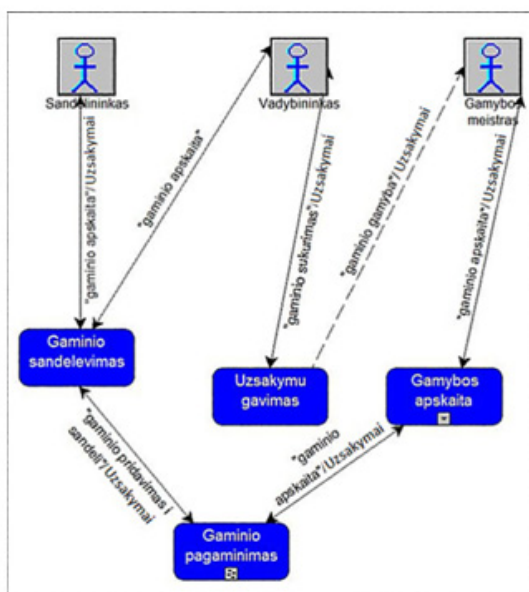 Sandelininkas
Vadybininkas
Gamybos
meistras
"gaminio apskaita"/Uzsakymai
"gaminio apskaita"
"gaminio sukurimas"/Uzsakymai
"gaminio gamyba"/Uzsakymai
"gaminio apskaita"/Uzsakymai
Gaminio
sandelevimas
Uzsakymu
gavimas
Gamybos
apskaita
"gaminio pridavimas i
sandeli"/Uzsakymai
"gaminio
apskaita"/Uzsakymai
Gaminio
pagaminimas